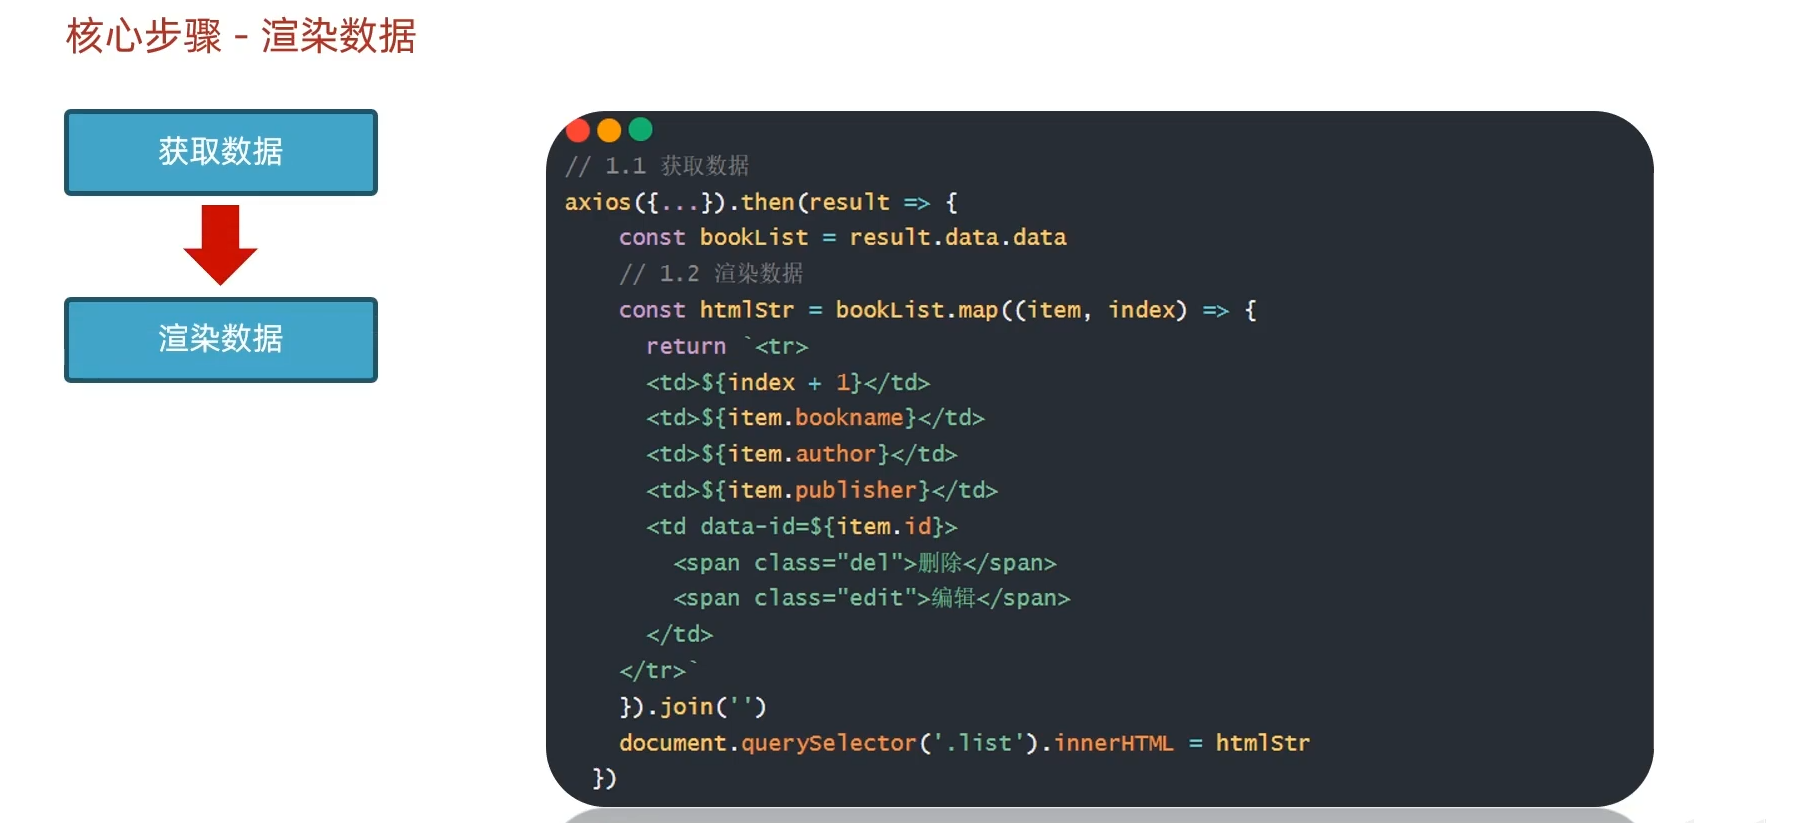 核心步骤 - 渲染数据
获取数据
渲染数据
// 1.1 获取数据
axios({...}).then(result => {
    const bookList = result.data.data
    // 1.2 渲染数据
    const htmlStr = bookList.map((item, index) => {
      return `<tr>
      <td>${index + 1}</td>
      <td>${item.bookname}</td>
      <td>${item.author}</td>
      <td>${item.publisher}</td>
      <td data-id=${item.id}>
        <span class="del">删除</span>
        <span class="edit">编辑</span>
      </td>
    </tr>`
    }).join('')
    document.querySelector('.list').innerHTML = htmlStr
  })